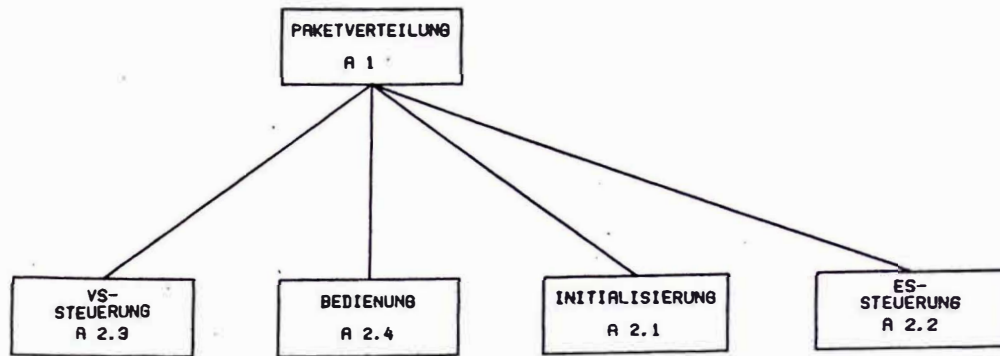 PAKETVERTEILUNG
A 1
VS-
STEUERUNG
A 2.3
BEDIENUNG
A 2.4
INITIALISIERUNG
A 2.1
ES-
STEUERUNG
A 2.2